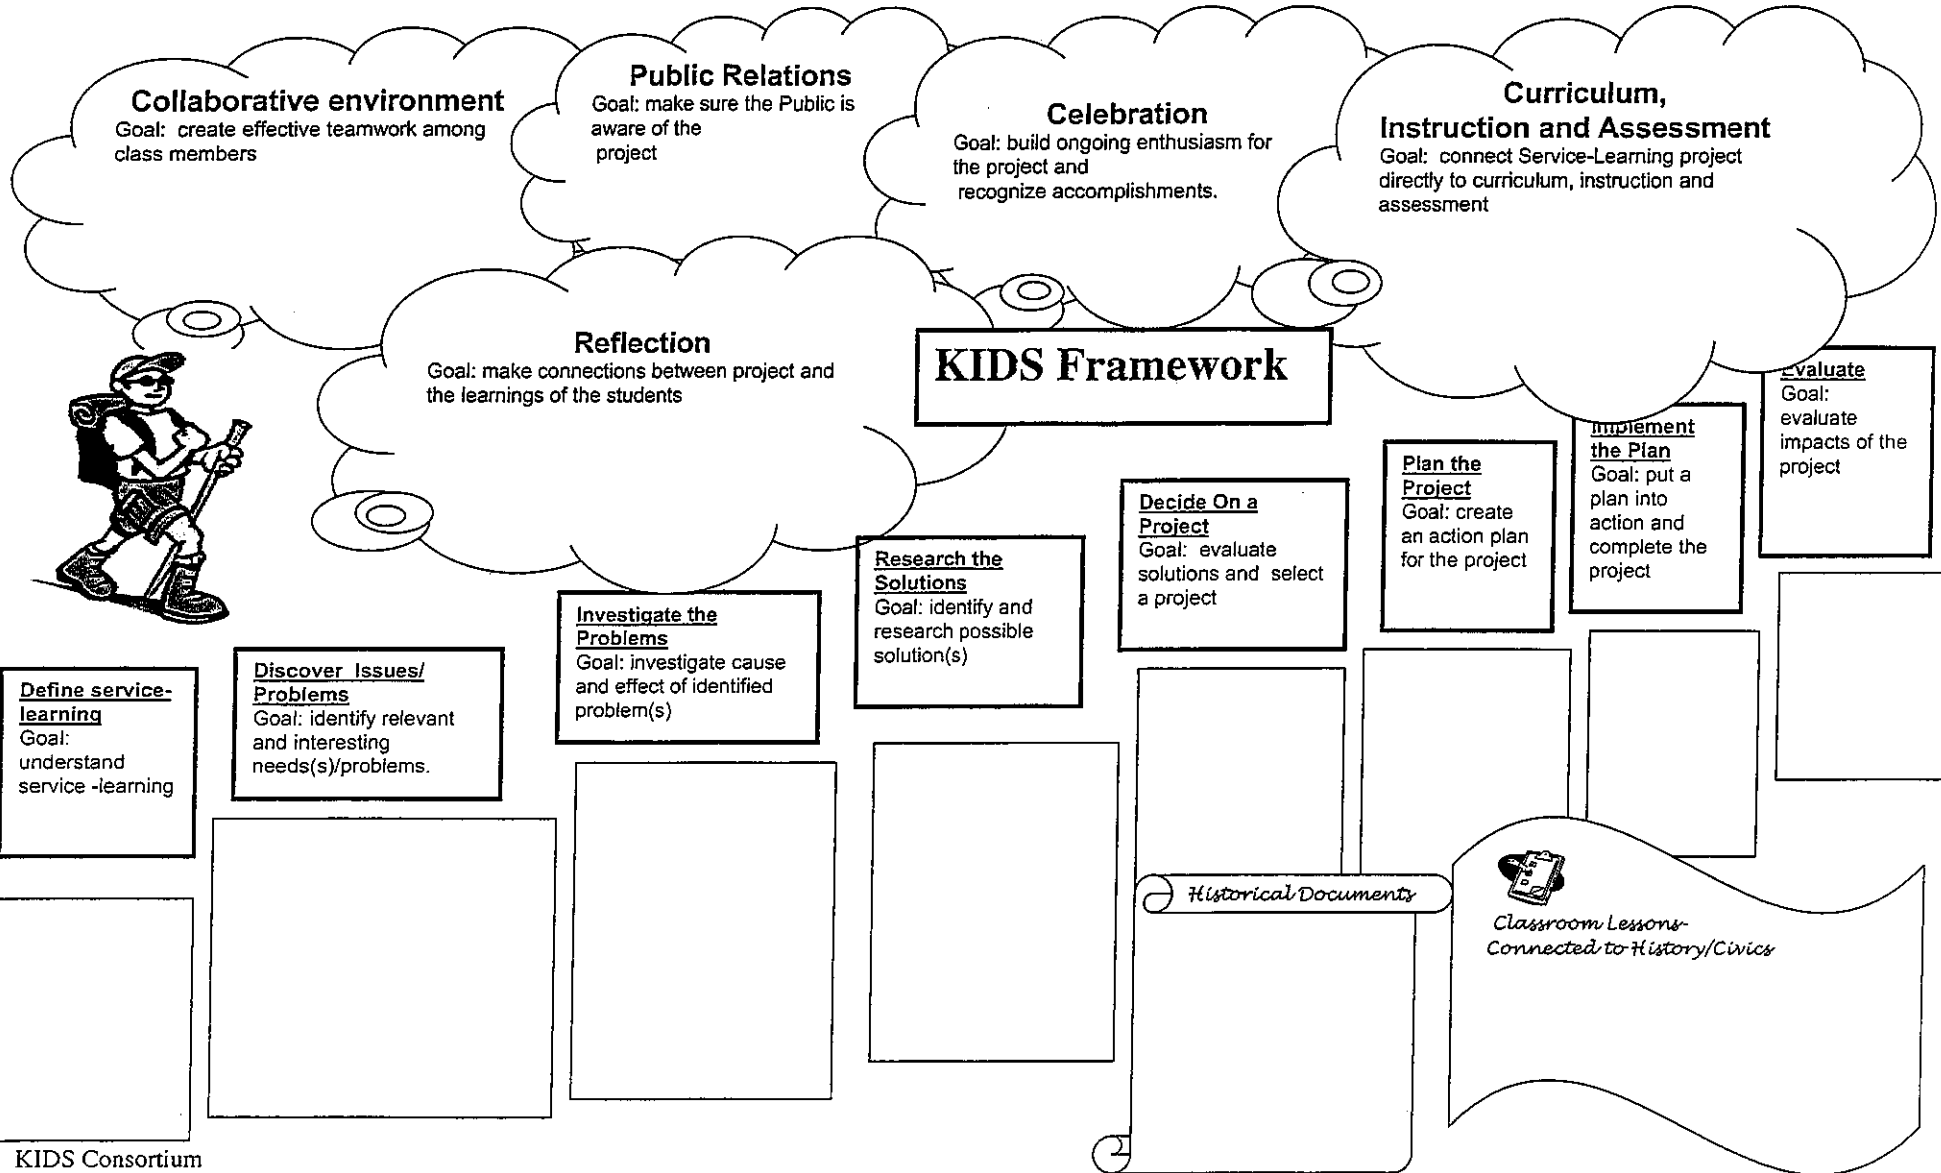 Collaborative environment
Goal: create effective teamwork among
class members
Public Relations
Goal: make sure the Public is
aware of the
project
Celebration
Goal: build ongoing enthusiasm for
the project and
recognize accomplishments.
Curriculum,
Instruction and Assessment
Goal: connect Service-Learning project
directly to curriculum, instruction and
assessment
Reflection
Goal: make connections between project and
the learnings of the students
KIDS Framework
Define service-
learning
Goal:
understand
service -learning
Discover Issues/
Problems
Goal: identify relevant
and interesting
needs(s)/problems.
Investigate the
Problems
Goal: investigate cause
and effect of identified
problem(s)
Research the
Solutions
Goal: identify and
research possible
solution(s)
Decide On a
Project
Goal: evaluate
solutions and select
a project
Plan the
Project
Goal: create
an action plan
for the project
Implement
the Plan
Goal: put a
plan into
action and
complete the
project
Evaluate
Goal:
evaluate
impacts of the
project
Historical Documents
Classroom Lessons-
Connected to History/Civics
KIDS Consortium